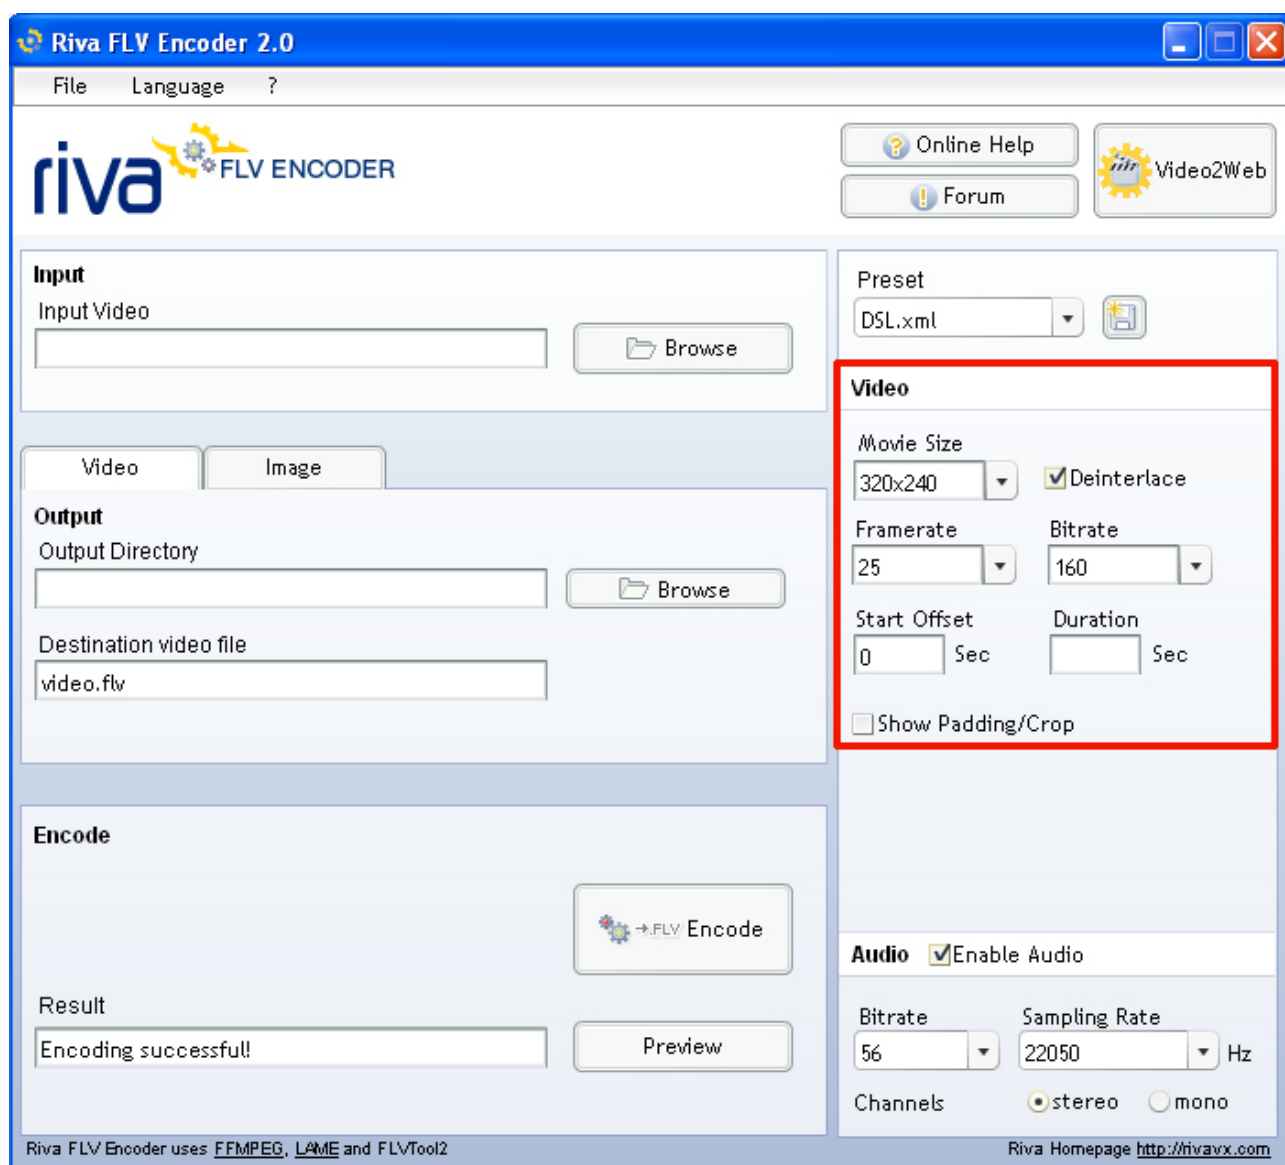 Riva FLV Encoder 2.0
File Language ?
riva FLV ENCODER
Online Help
Forum
Video2Web
Input
Input Video
Browse
Preset
DSL.xml
Video
Movie Size
320x240
Deinterlace
Framerate Bitrate
25 160
Start Offset Duration
0 Sec Sec
Show Padding/Crop
Video Image
Output
Output Directory
Browse
Destination video file
video.flv
Encode
→.FLV Encode
Result
Encoding successful!
Preview
Audio Enable Audio
Bitrate Sampling Rate
56 22050 Hz
Channels stereo mono
Riva FLV Encoder uses FFMPEG, LAME and FLVTool2
Riva Homepage http://rivavx.com